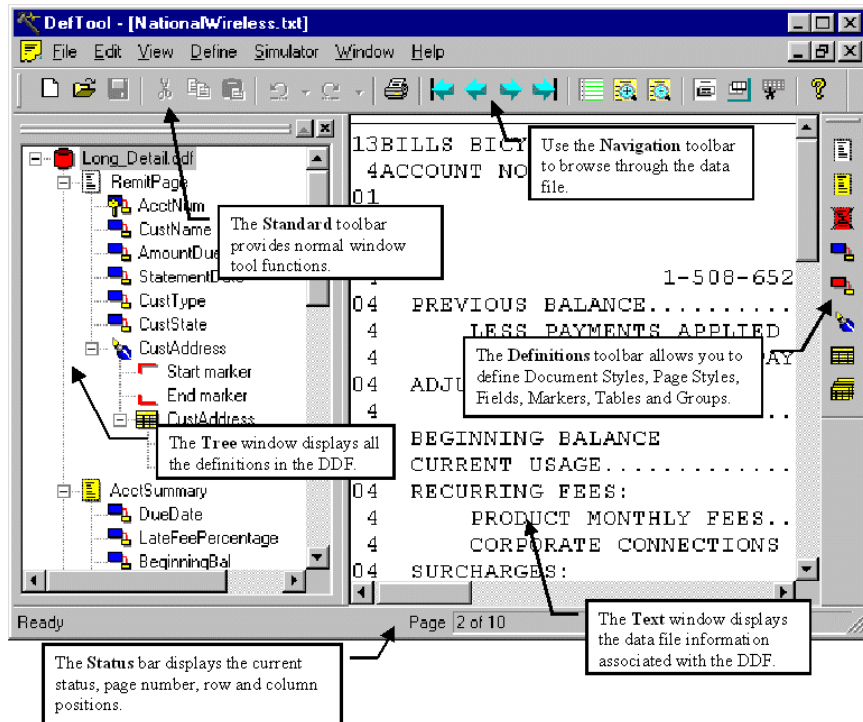 DefTool - [NationalWireless.txt]
File Edit View Define Simulator Window Help
Long_Detail.ddf
RemitPage
AcctNum
CustName
AmountDue
CustType
CustState
CustAddress
Start marker
End marker
CustAddress
AcctSummary
DueDate
LateFeePercentage
BeginningBal
The Standard toolbar
provides normal window
tool functions.
The Tree window displays all
the definitions in the DDF.
13BILLS
4ACCOUNT NO
01
1-508-652
04 PREVIOUS BALANCE...........
4 LESS PAYMENTS APPLIED
4
04
4
BEGINNING BALANCE
CURRENT USAGE.............
04 RECURRING FEES:
4 PRODUCT MONTHLY FEES..
4 CORPORATE CONNECTIONS
04 SURCHARGES:
Use the Navigation toolbar
to browse through the data
file.
The Definitions toolbar allows you to
define Document Styles, Page Styles,
Fields, Markers, Tables and Groups.
Ready
Page 2 of 10
The Status bar displays the current
status, page number, row and column
positions.
The Text window displays
the data file information
associated with the DDF.